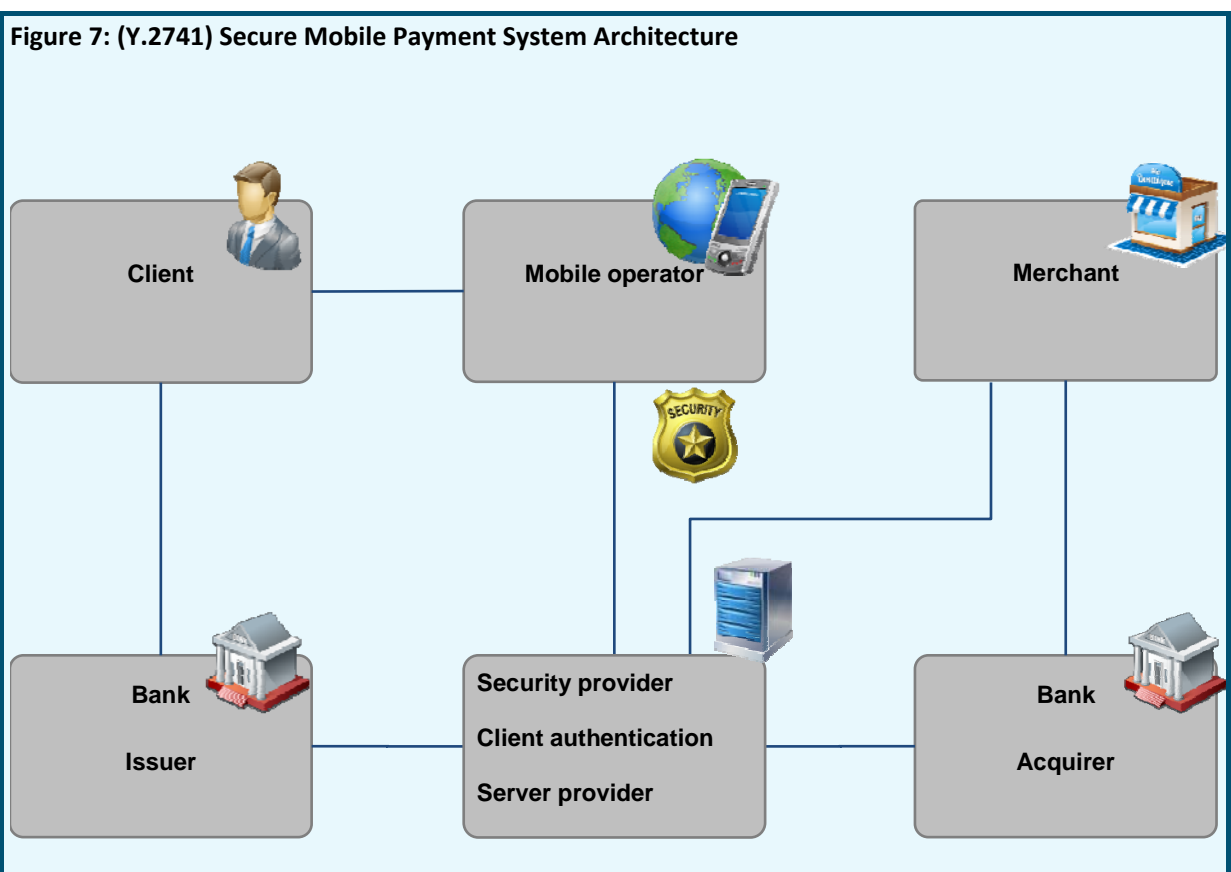 Figure 7: (Y.2741) Secure Mobile Payment System Architecture
Client
Mobile operator
Merchant
SECURITY
Bank
Issuer
Security provider
Client authentication
Server provider
Bank
Acquirer